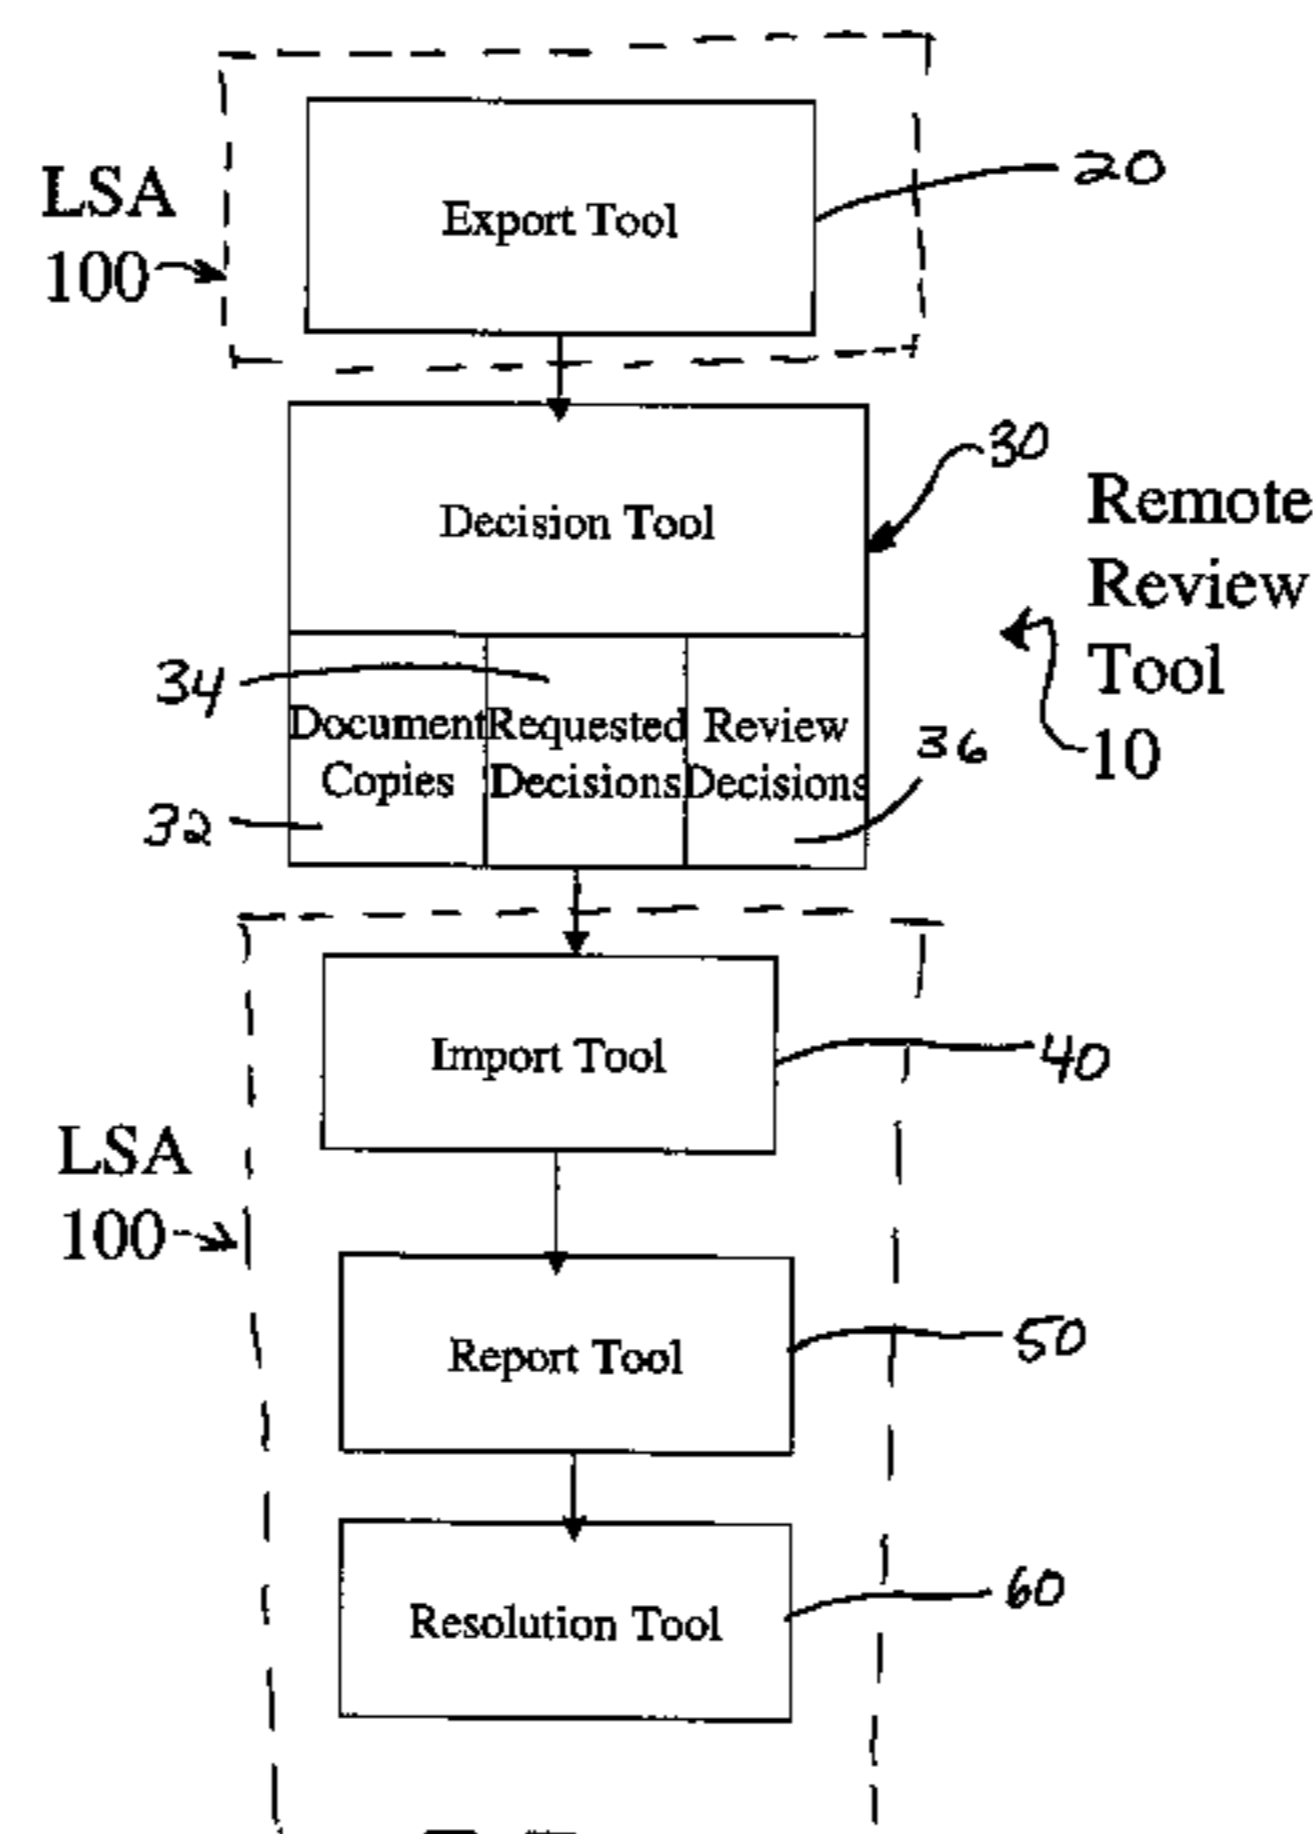 LSA
100
Export Tool
20
Decision Tool
30
Remote
Review
Tool
10
34
Document
Copies
Requested
Decisions
Review
Decisions
36
32
Import Tool
40
LSA
100
Report Tool
50
Resolution Tool
60